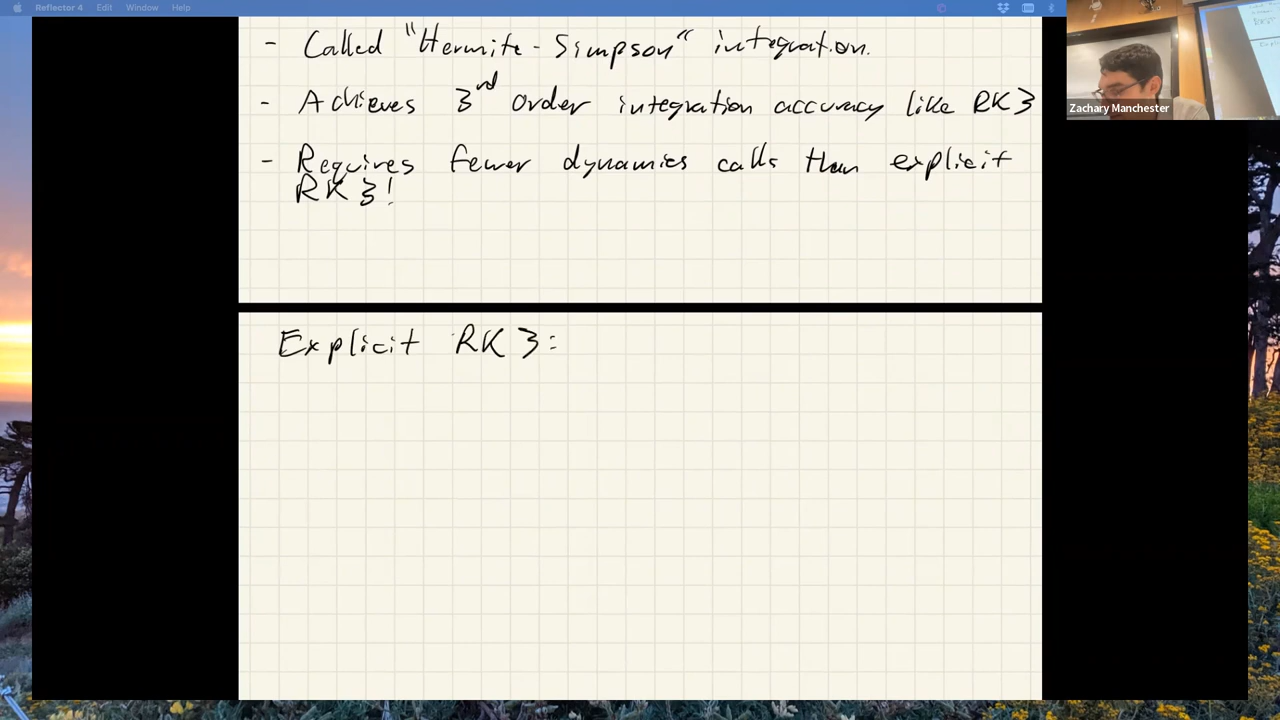 Reflector 4 Edit Window Help
- Called "Hermite-Simpson" integration.
Zachary Manchester
- Achieves 3rd order integration accuracy like RK3
- Requires fewer dynamics calls than explicit
RK3!
Explicit RK3: